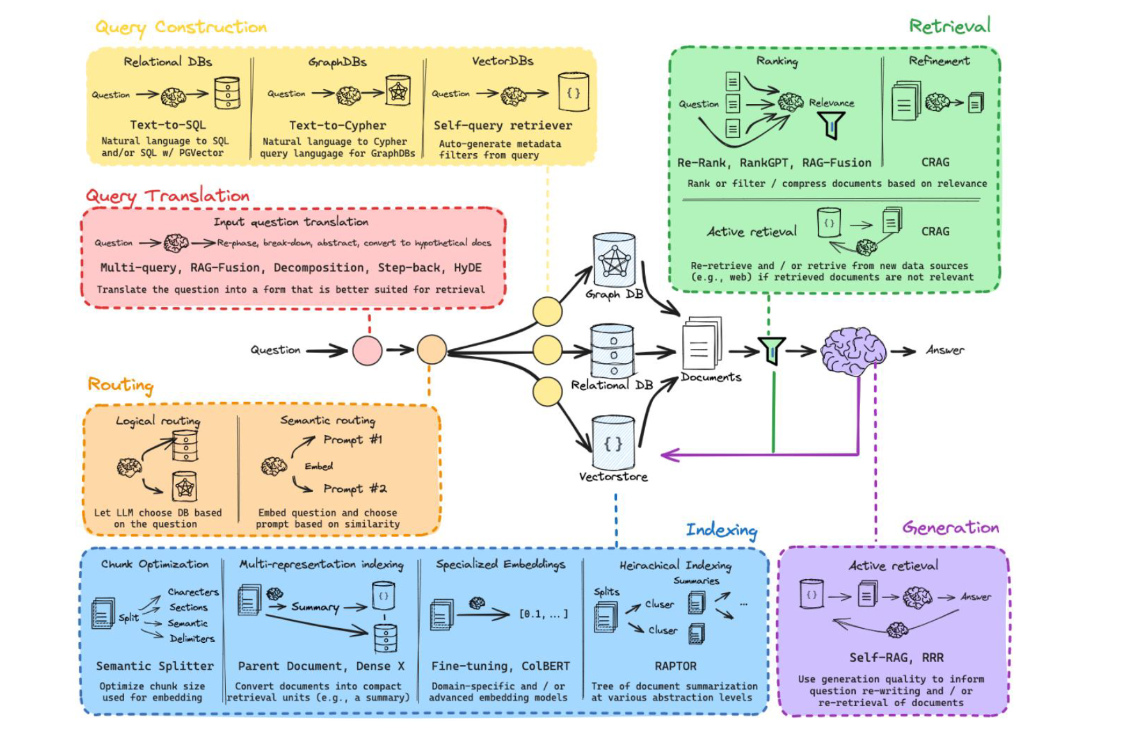 Query Construction
Relational DBs
Question
Text-to-SQL
Natural language to SQL
and/or SQL w/ PGVector
GraphDBs
Question
Text-to-Cypher
Natural language to Cypher
query langugage for GraphDBs
VectorDBs
Question
{}
Self-query retriever
Auto-generate metadata
filters from query
Retrieval
Ranking
Question
Relevance
Re-Rank, RankGPT, RAG-Fusion
Refinement
CRAG
Rank or filter / compress documents based on relevance
Active retieval
{}
CRAG
Re-retrieve and / or retrive from new data sources
(e.g., web) if retrieved documents are not relevant
Query Translation
Input question translation
Question
Re-phase, break-down, abstract, convert to hypothetical docs
Multi-query, RAG-Fusion, Decomposition, Step-back, HyDE
Translate the question into a form that is better suited for retrieval
Question
Graph DB
Relational DB
{}
Vectorstore
Documents
Answer
Routing
Logical routing
Let LLM choose DB based
on the question
Semantic routing
Prompt #1
Embed
Prompt #2
Embed question and choose
prompt based on similarity
Indexing
Chunk Optimization
Split
Charecters
Sections
Semantic
Delimiters
Semantic Splitter
Optimize chunk size
used for embedding
Multi-representation indexing
Summary
{}
Parent Document, Dense X
Convert documents into compact
retrieval units (e.g., a summary)
Specialized Embeddings
[0.1, ...]
Fine-tuning, ColBERT
Domain-specific and / or
advanced embedding models
Heirachical Indexing
Summaries
Splits
Cluser
...
Cluser
RAPTOR
Tree of document summarization
at various abstraction levels
Generation
Active retieval
{}
Answer
Self-RAG, RRR
Use generation quality to inform
question re-writing and / or
re-retrieval of documents